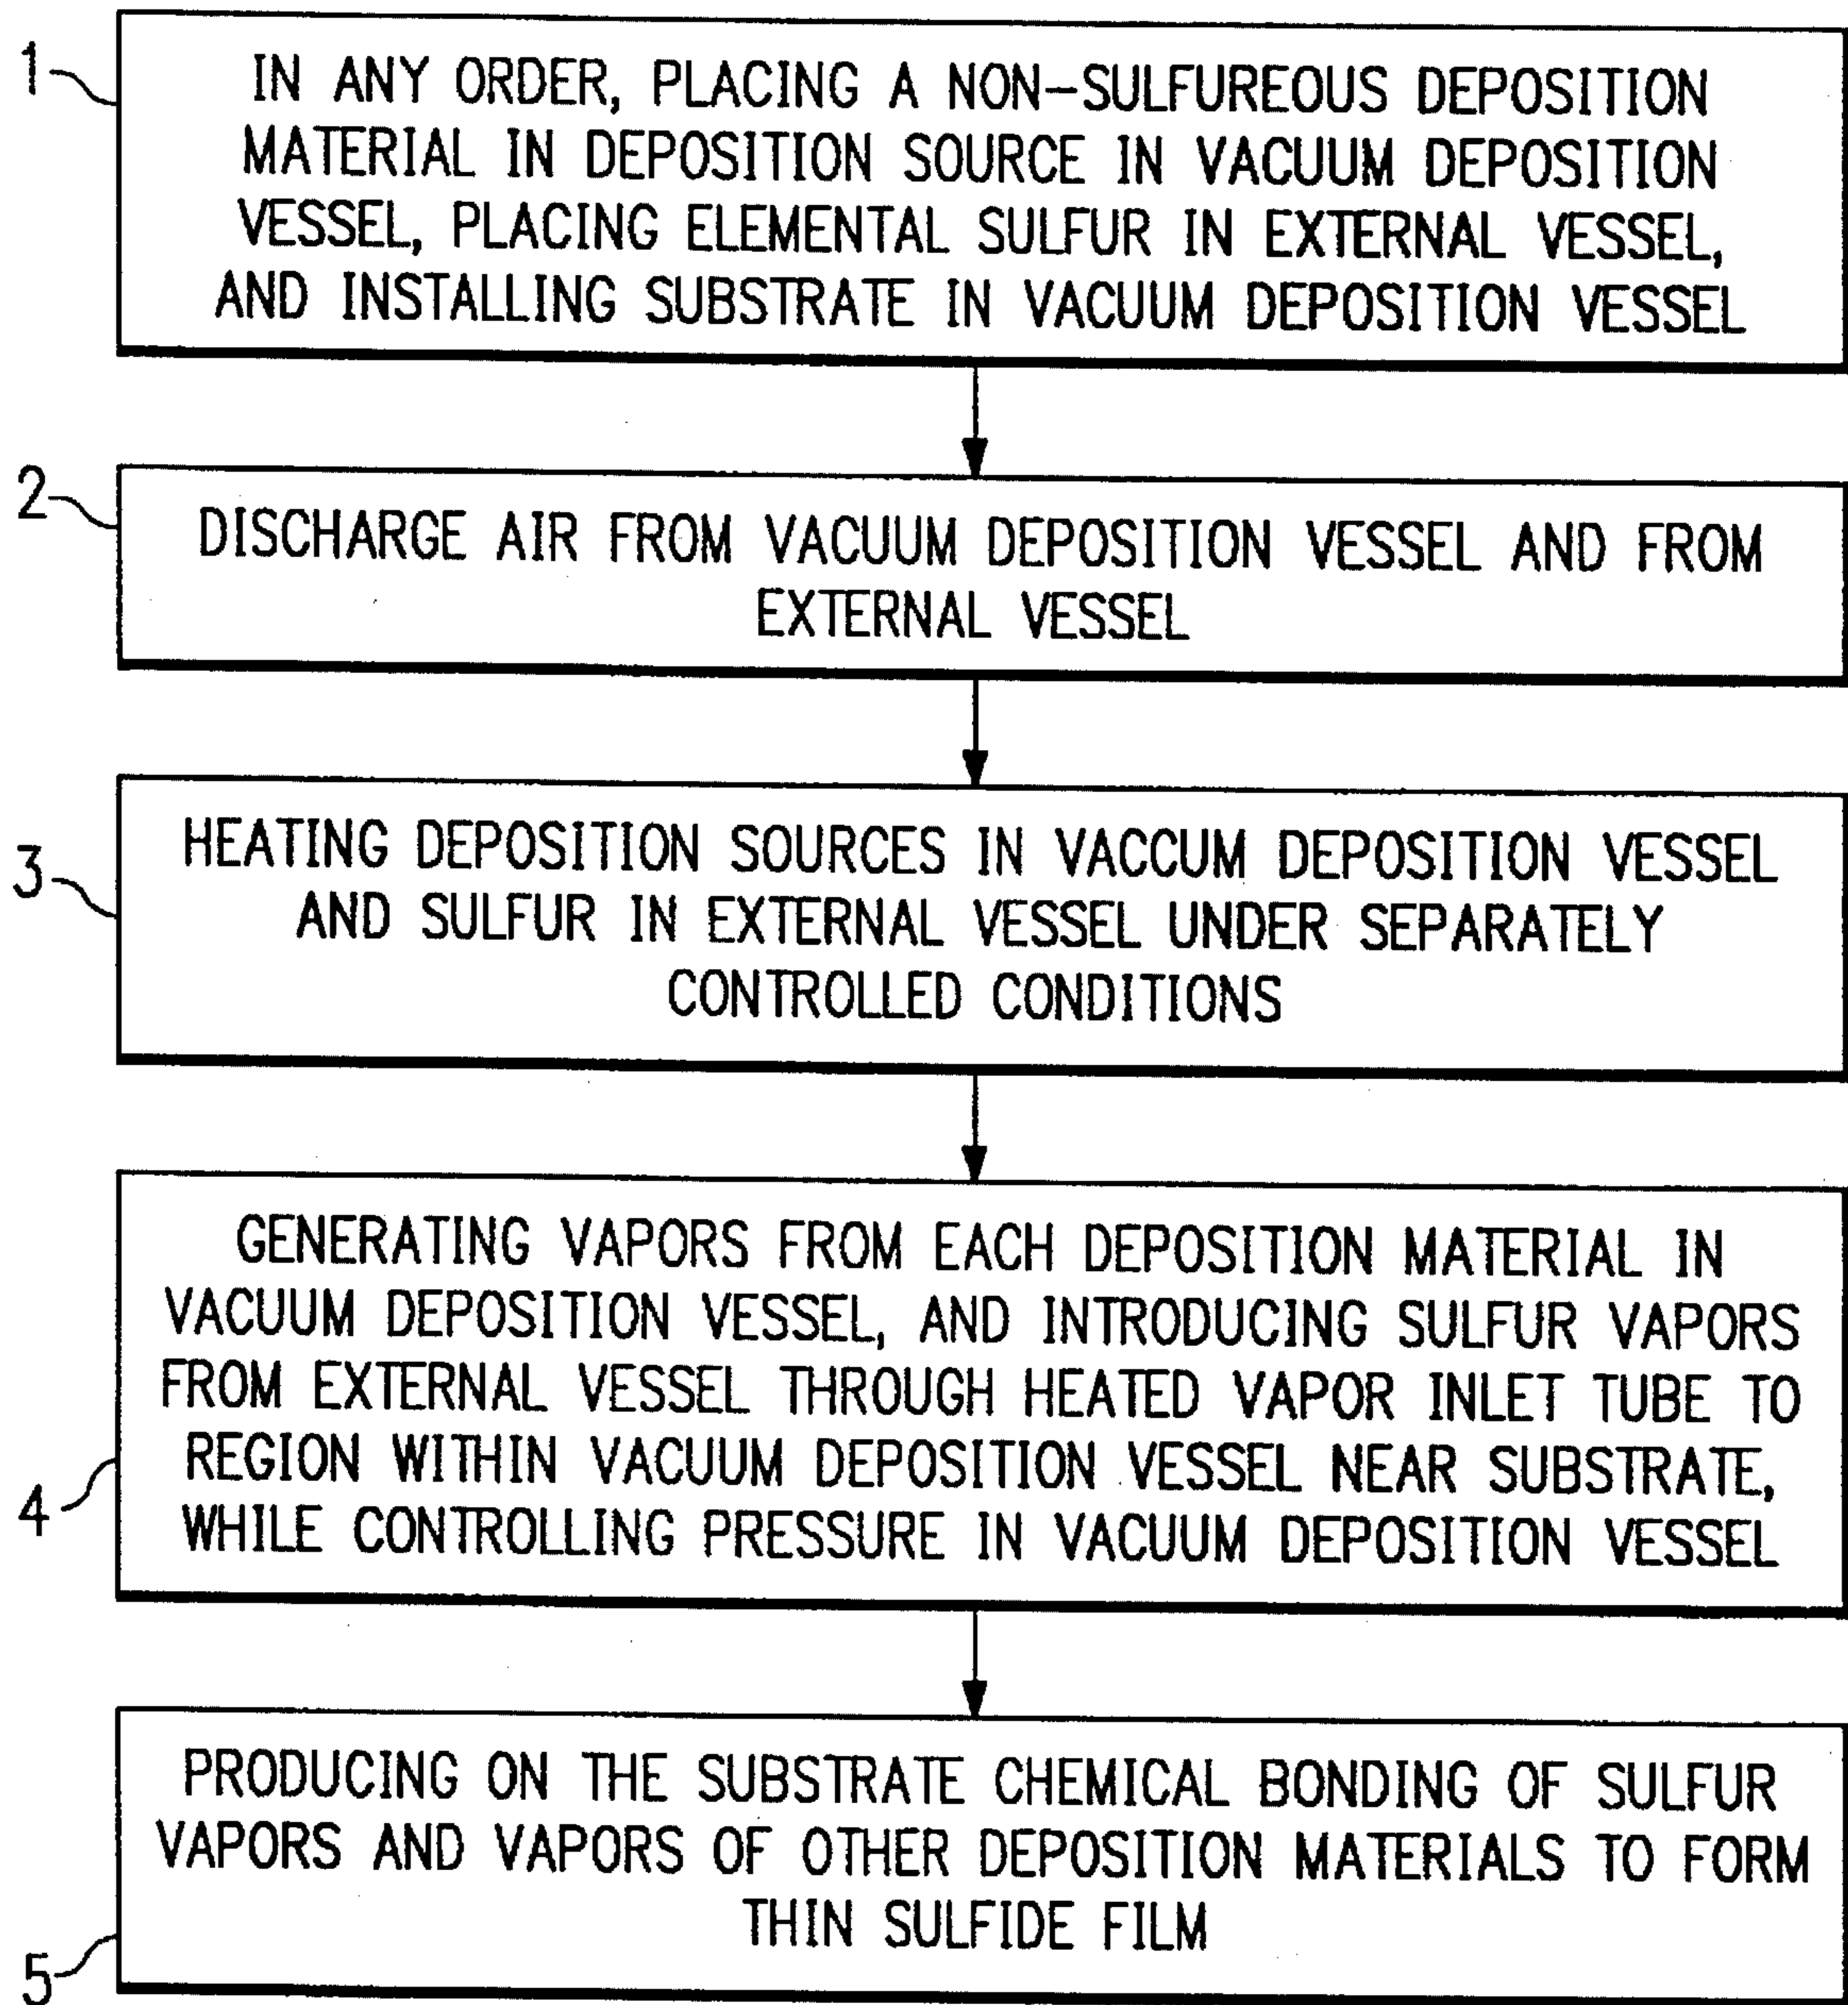 1
IN ANY ORDER, PLACING A NON-SULFUREOUS DEPOSITION
MATERIAL IN DEPOSITION SOURCE IN VACUUM DEPOSITION
VESSEL, PLACING ELEMENTAL SULFUR IN EXTERNAL VESSEL,
AND INSTALLING SUBSTRATE IN VACUUM DEPOSITION VESSEL
2
DISCHARGE AIR FROM VACUUM DEPOSITION VESSEL AND FROM
EXTERNAL VESSEL
3
HEATING DEPOSITION SOURCES IN VACCUM DEPOSITION VESSEL
AND SULFUR IN EXTERNAL VESSEL UNDER SEPARATELY
CONTROLLED CONDITIONS
4
GENERATING VAPORS FROM EACH DEPOSITION MATERIAL IN
VACUUM DEPOSITION VESSEL, AND INTRODUCING SULFUR VAPORS
FROM EXTERNAL VESSEL THROUGH HEATED VAPOR INLET TUBE TO
REGION WITHIN VACUUM DEPOSITION VESSEL NEAR SUBSTRATE,
WHILE CONTROLLING PRESSURE IN VACUUM DEPOSITION VESSEL
5
PRODUCING ON THE SUBSTRATE CHEMICAL BONDING OF SULFUR
VAPORS AND VAPORS OF OTHER DEPOSITION MATERIALS TO FORM
THIN SULFIDE FILM